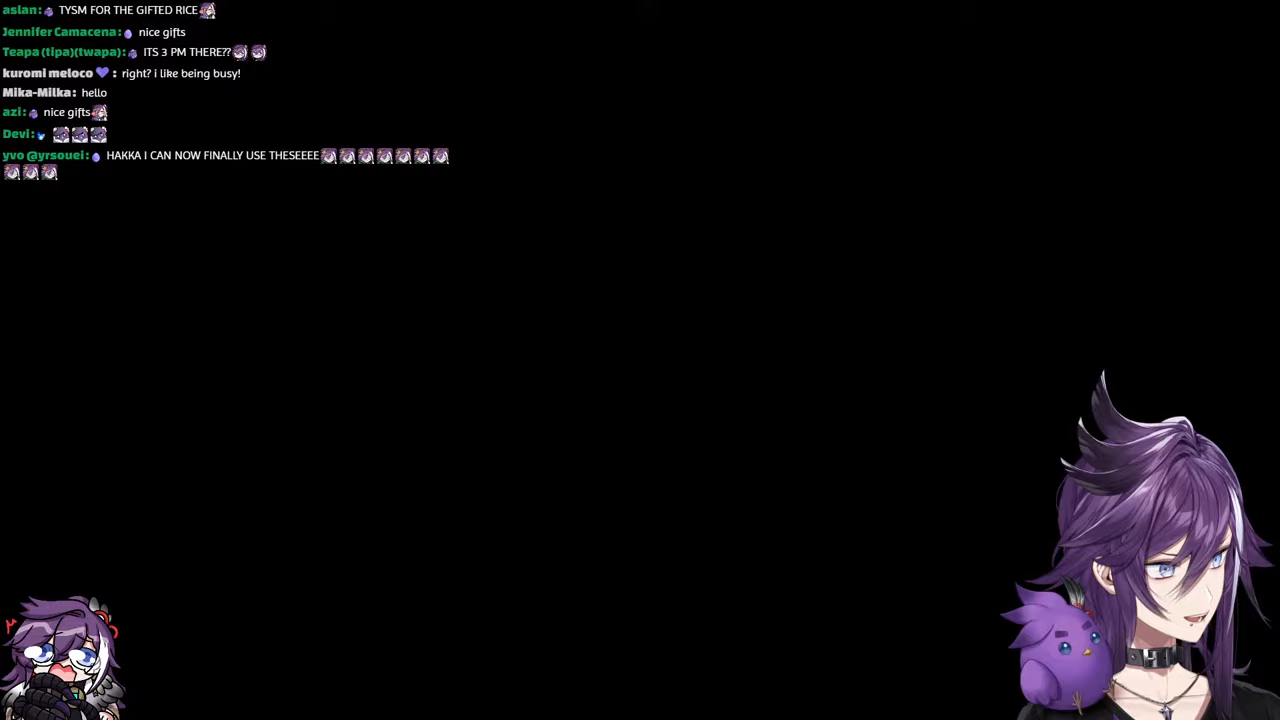 aslan: TYSM FOR THE GIFTED RICE
Jennifer Camacena: nice gifts
Teapa (tipa)(twapa): ITS 3 PM THERE??
kuromi meloco 💜 : right? i like being busy!
Mika-Milka: hello
azi: nice gifts
Devi:
yvo @yrsouei: HAKKA I CAN NOW FINALLY USE THESEEEE